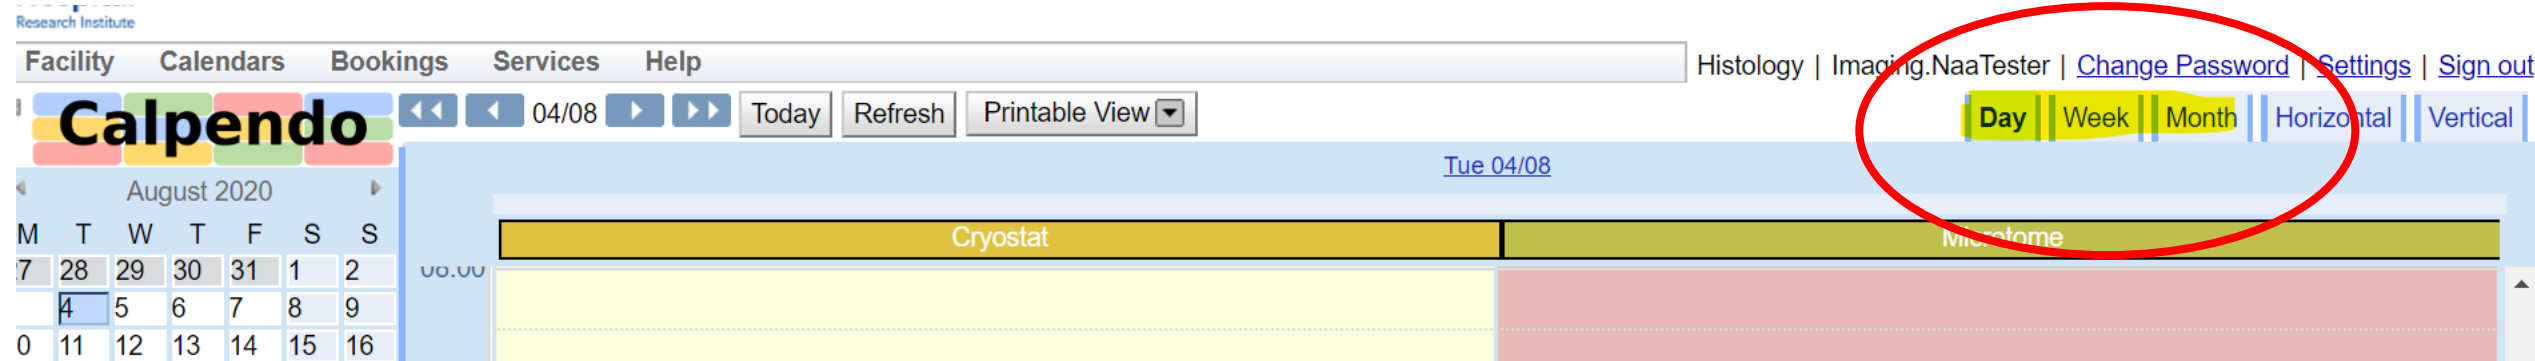 Research Institute
Facility Calendars Bookings Services Help
Histology | Imaging.NaaTester | Change Password | Settings | Sign out
Calpendo
04/08 Today Refresh Printable View
Day Week Month Horizontal Vertical
Tue 04/08
August 2020
M T W T F S S
Cryostat Microtome
7 28 29 30 31 1 2
08:00
4 5 6 7 8 9
0 11 12 13 14 15 16